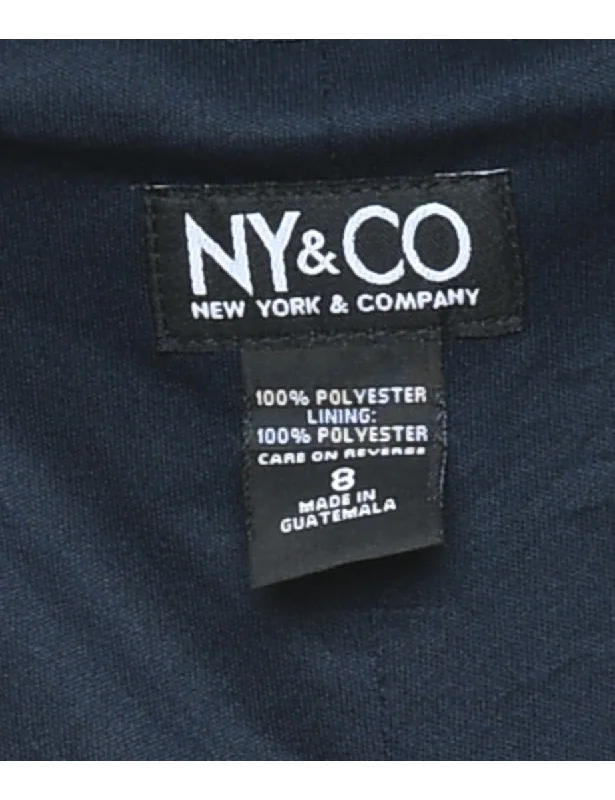 NY&CO
NEW YORK & COMPANY
100% POLYESTER
LINING:
100% POLYESTER
CARE ON REVERSE
8
MADE IN
GUATEMALA